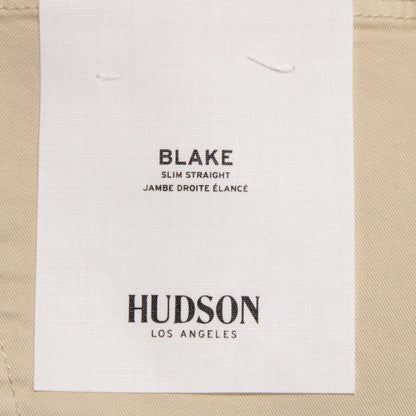 BLAKE
SLIM STRAIGHT
JAMBE DROITE ÉLANCÉ
HUDSON
LOS ANGELES